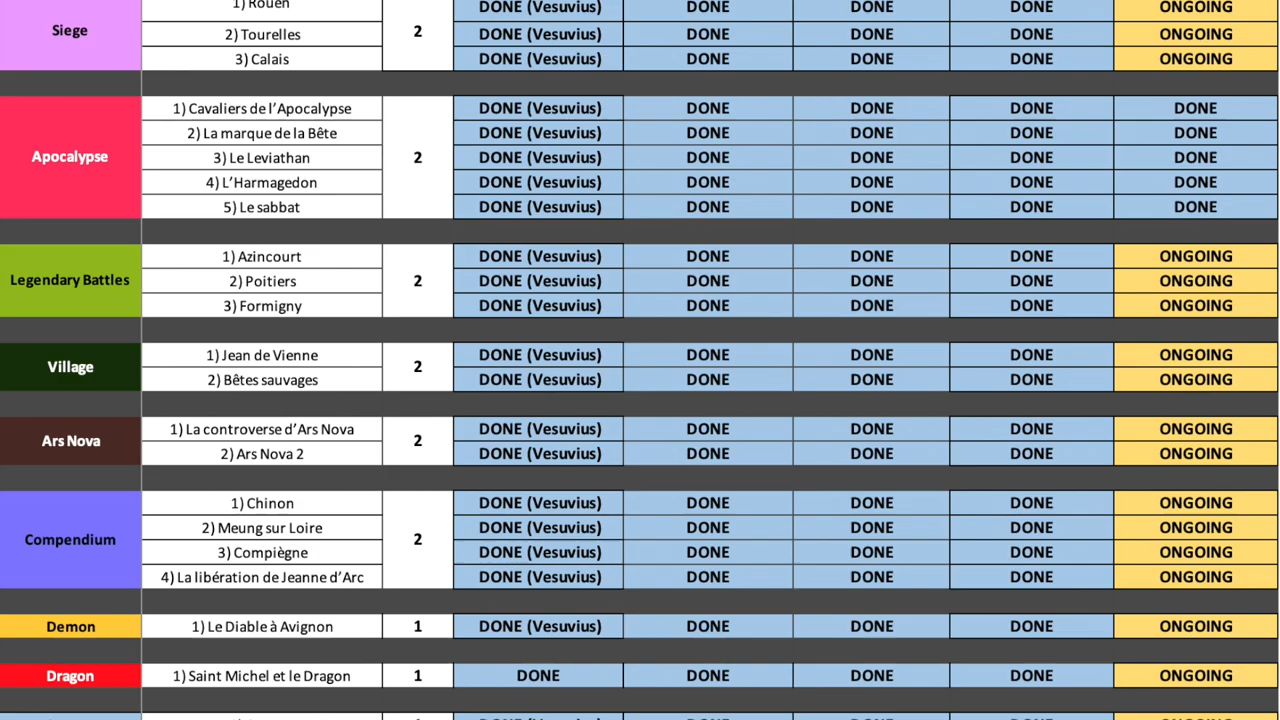 1) Rouen DONE (Vesuvius) DONE DONE DONE ONGOING
Siege 2) Tourelles 2 DONE (Vesuvius) DONE DONE DONE ONGOING
3) Calais DONE (Vesuvius) DONE DONE DONE ONGOING
1) Cavaliers de l’Apocalypse DONE (Vesuvius) DONE DONE DONE DONE
2) La marque de la Bête DONE (Vesuvius) DONE DONE DONE DONE
Apocalypse 3) Le Leviathan 2 DONE (Vesuvius) DONE DONE DONE DONE
4) L’Harmagedon DONE (Vesuvius) DONE DONE DONE DONE
5) Le sabbat DONE (Vesuvius) DONE DONE DONE DONE
1) Azincourt DONE (Vesuvius) DONE DONE DONE ONGOING
Legendary Battles 2) Poitiers 2 DONE (Vesuvius) DONE DONE DONE ONGOING
3) Formigny DONE (Vesuvius) DONE DONE DONE ONGOING
1) Jean de Vienne DONE (Vesuvius) DONE DONE DONE ONGOING
Village 2
2) Bêtes sauvages DONE (Vesuvius) DONE DONE DONE ONGOING
1) La controverse d’Ars Nova DONE (Vesuvius) DONE DONE DONE ONGOING
Ars Nova 2
2) Ars Nova 2 DONE (Vesuvius) DONE DONE DONE ONGOING
1) Chinon DONE (Vesuvius) DONE DONE DONE ONGOING
2) Meung sur Loire DONE (Vesuvius) DONE DONE DONE ONGOING
Compendium 2
3) Compiègne DONE (Vesuvius) DONE DONE DONE ONGOING
4) La libération de Jeanne d’Arc DONE (Vesuvius) DONE DONE DONE ONGOING
Demon 1) Le Diable à Avignon 1 DONE (Vesuvius) DONE DONE DONE ONGOING
Dragon 1) Saint Michel et le Dragon 1 DONE DONE DONE DONE ONGOING